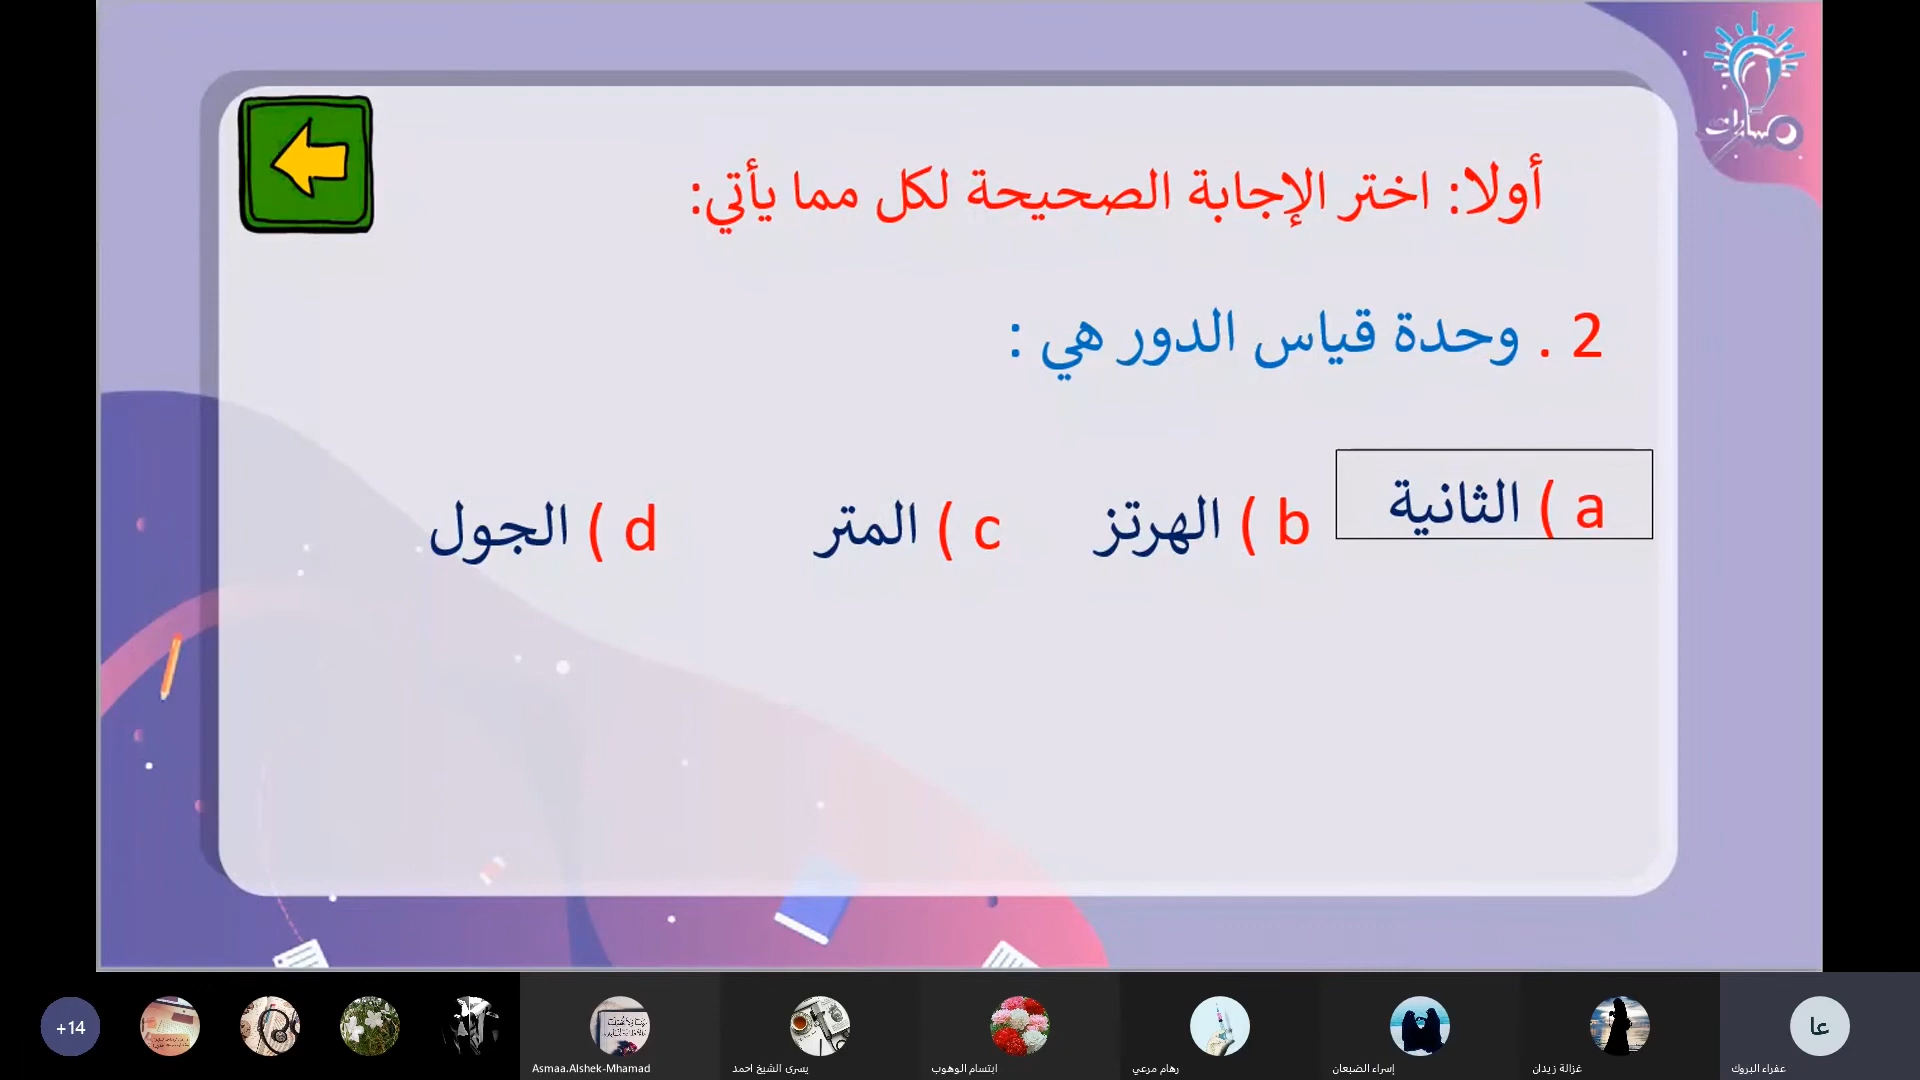 مسارات
أولا: اختر الإجابة الصحيحة لكل مما يأتي:
2 . وحدة قياس الدور هي :
a ) الثانية
b ) الهرتز
c ) المتر
d ) الجول
+14
Asmaa.Alshek-Mhamad
يسرى الشيخ احمد
ابتسام الوهوب
رهام مرعي
إسراء الضبعان
غزالة زيدان
عا
عفراء البروك